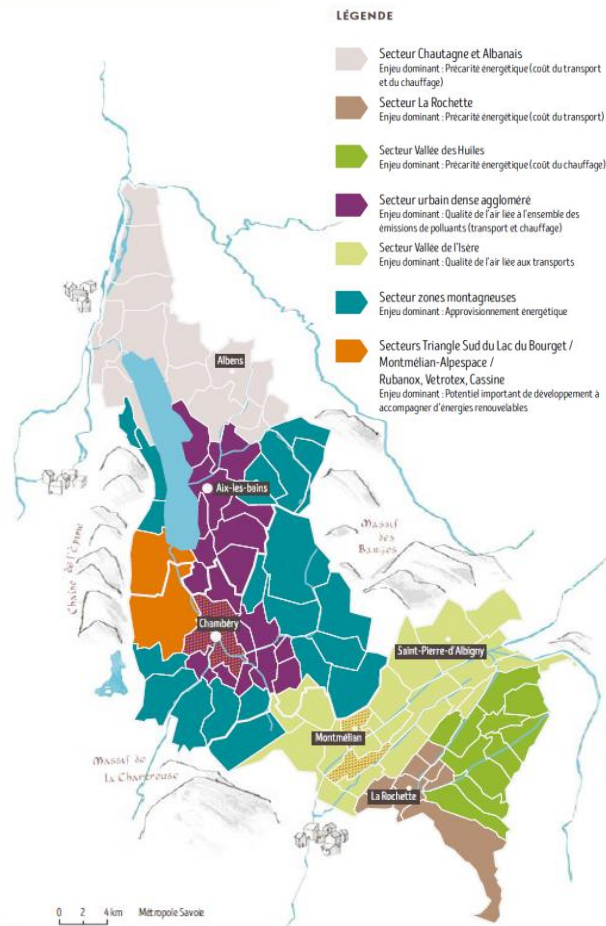 LÉGENDE
Secteur Chautagne et Albanais
Enjeu dominant : Précarité énergétique (coût du transport
et du chauffage)
Secteur La Rochette
Enjeu dominant : Précarité énergétique (coût du transport)
Secteur Vallée des Huiles
Enjeu dominant : Précarité énergétique (coût du chauffage)
Secteur urbain dense aggloméré
Enjeu dominant : Qualité de l'air liée à l'ensemble des
émissions de polluants (transport et chauffage)
Secteur Vallée de l'Isère
Enjeu dominant : Qualité de l'air liée aux transports
Secteur zones montagneuses
Enjeu dominant : Approvisionnement énergétique
Secteurs Triangle Sud du Lac du Bourget /
Montmélian-Alpespace /
Rubanox, Vetrotex, Cassine
Enjeu dominant : Potentiel important de développement à
accompagner d'énergies renouvelables
Albens
Aix-les-bains
Massif
des
Bauges
Chaîne de l'Épine
Chambéry
Saint-Pierre-d'Albigny
Montmélian
Massif de
la Chartreuse
La Rochette
0 2 4 km Métropole Savoie